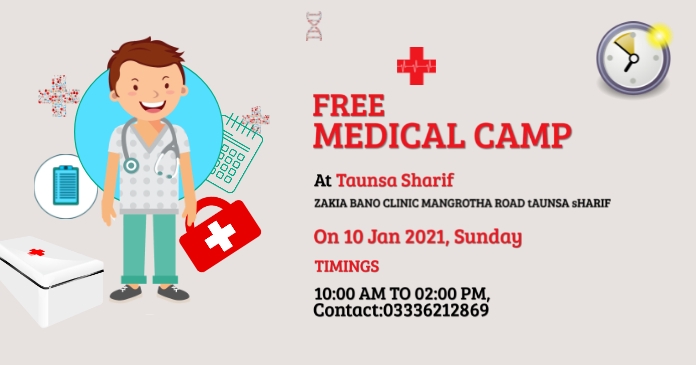 FREE
MEDICAL CAMP
At Taunsa Sharif
ZAKIA BANO CLINIC MANGROTHA ROAD tAUNSA sHARIF
On 10 Jan 2021, Sunday
TIMINGS
10:00 AM TO 02:00 PM,
Contact:03336212869